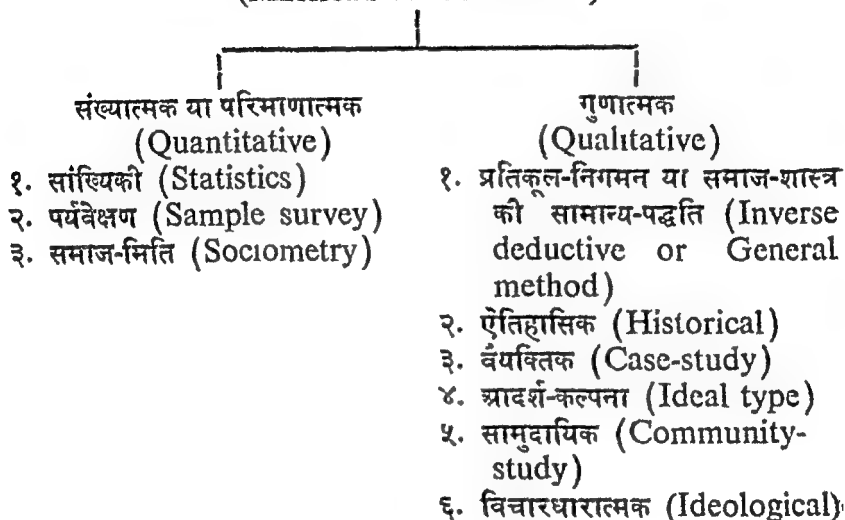 संख्यात्मक या परिमाणात्मक
(Quantitative)
१. सांख्यिकी (Statistics)
२. पर्यवेक्षण (Sample survey)
३. समाज-मिति (Sociometry)
गुणात्मक
(Qualitative)
१. प्रतिकूल-निगमन या समाज-शास्त्र
की सामान्य-पद्धति (Inverse
deductive or General
method)
२. ऐतिहासिक (Historical)
३. वैयक्तिक (Case-study)
४. आदर्श-कल्पना (Ideal type)
५. सामुदायिक (Community-
study)
६. विचारधारात्मक (Ideological)